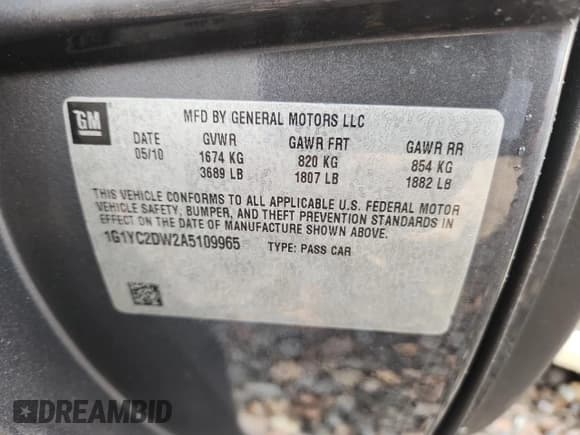 GM
MFD BY GENERAL MOTORS LLC
DATE GVWR GAWR FRT GAWR RR
05/10 1674 KG 820 KG 854 KG
3689 LB 1807 LB 1882 LB
THIS VEHICLE CONFORMS TO ALL APPLICABLE U.S. FEDERAL MOTOR
VEHICLE SAFETY, BUMPER, AND THEFT PREVENTION STANDARDS IN
EFFECT ON THE DATE OF MANUFACTURE SHOWN ABOVE.
1G1YC2DW2A5109965 TYPE: PASS CAR
DREAMBID